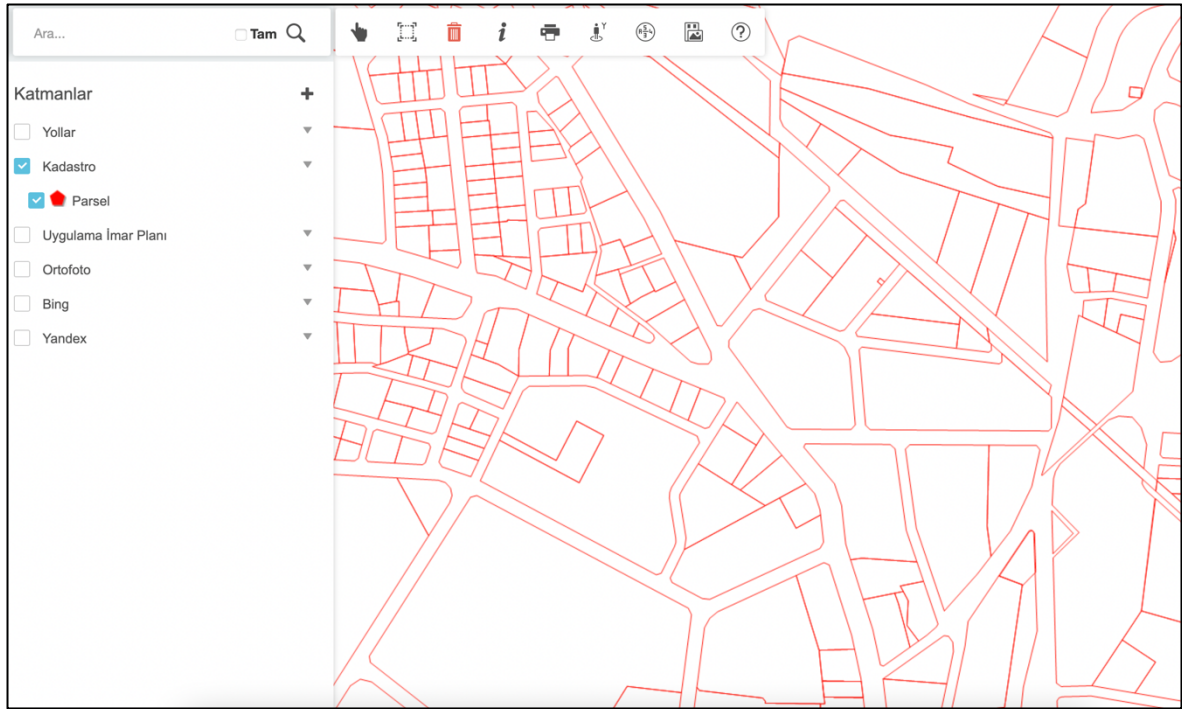 Ara...
Tam
Katmanlar
Yollar
Kadastro
Parsel
Uygulama İmar Planı
Ortofoto
Bing
Yandex